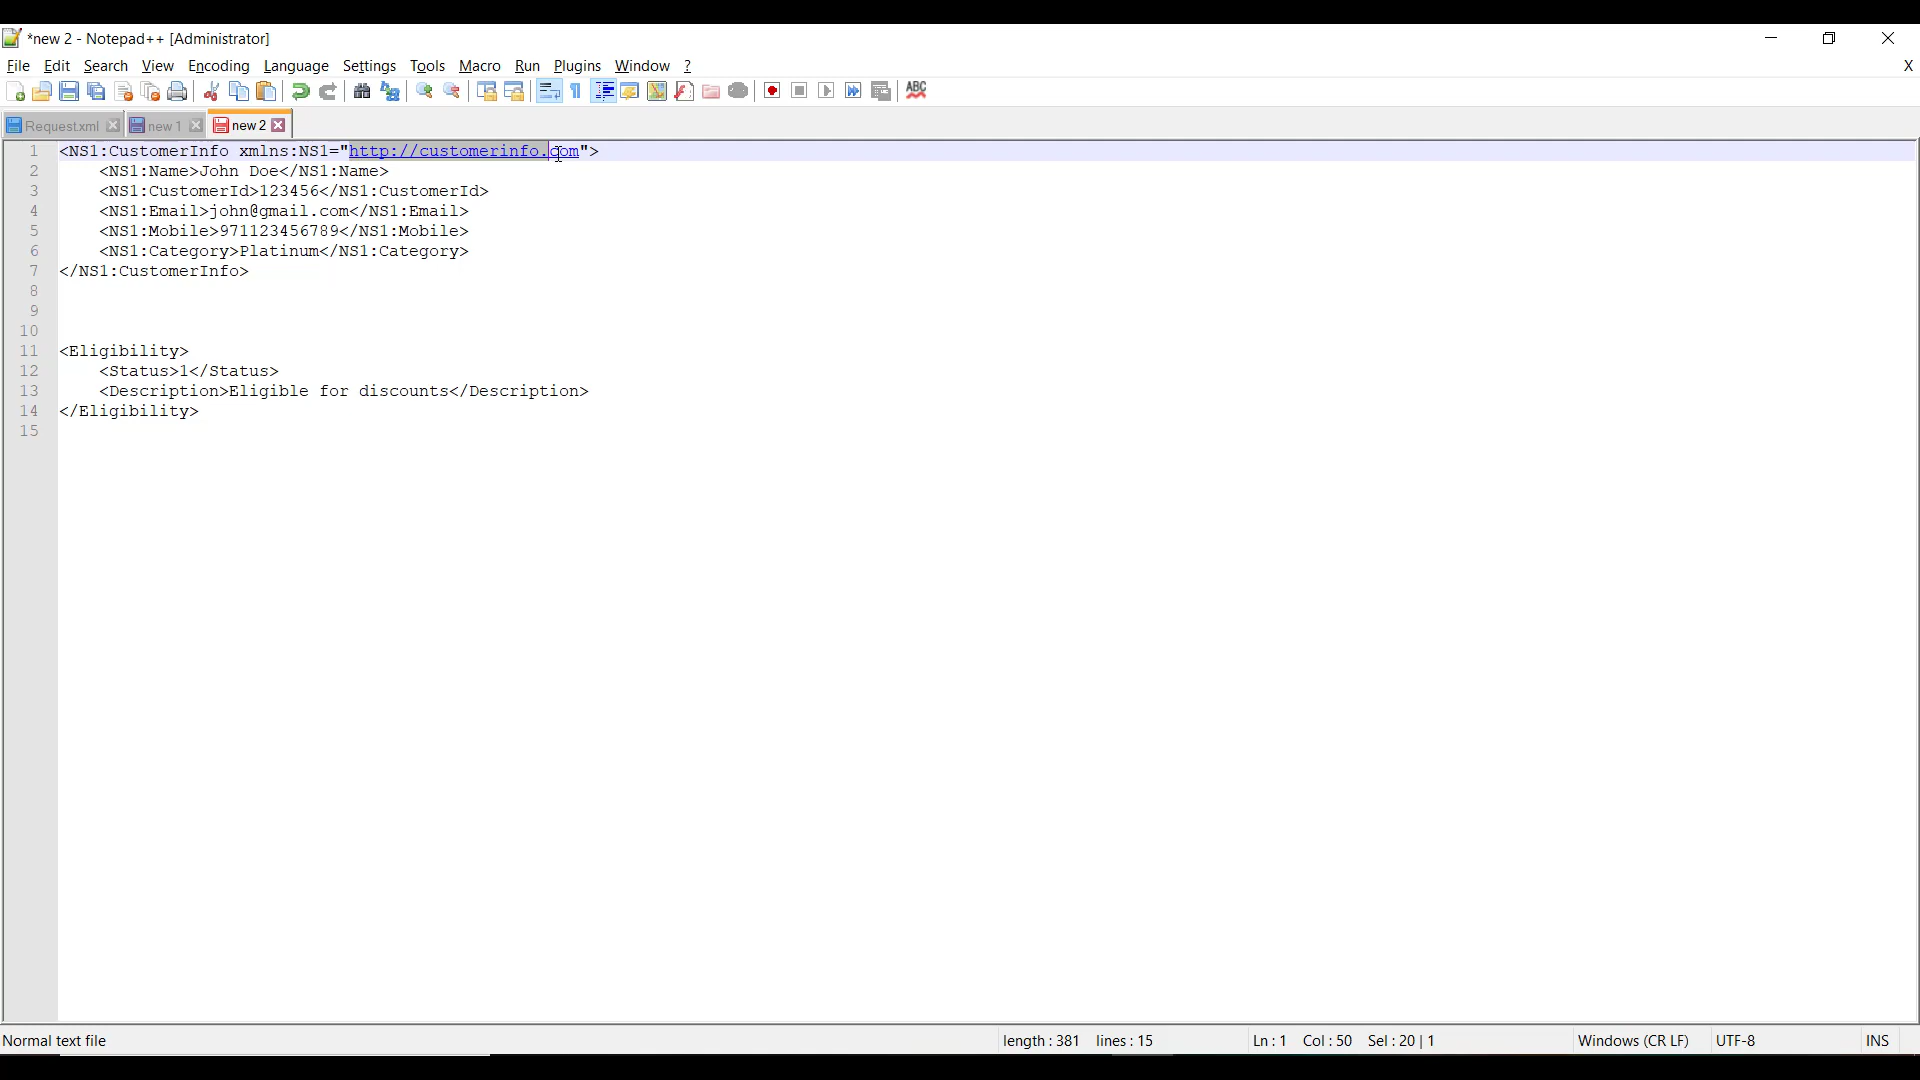 *new 2 - Notepad++ [Administrator]
File Edit Search View Encoding Language Settings Tools Macro Run Plugins Window ? X
ABC
Request.xml new 1 new 2
1 <NS1:CustomerInfo xmlns:NS1="http://customerinfo.com">
2 <NS1:Name>John Doe</NS1:Name>
3 <NS1:CustomerId>123456</NS1:CustomerId>
4 <NS1:Email>john@gmail.com</NS1:Email>
5 <NS1:Mobile>971123456789</NS1:Mobile>
6 <NS1:Category>Platinum</NS1:Category>
7 </NS1:CustomerInfo>
8
9
10
11 <Eligibility>
12 <Status>1</Status>
13 <Description>Eligible for discounts</Description>
14 </Eligibility>
15
Normal text file length : 381 lines : 15 Ln : 1 Col : 50 Sel : 20 | 1 Windows (CR LF) UTF-8 INS